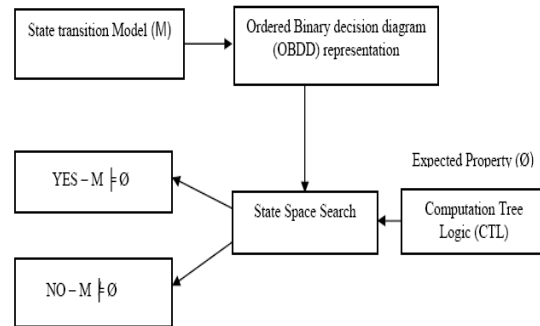 State transition Model (M)
Ordered Binary decision diagram
(OBDD) representation
Expected Property (Ø)
YES – M ⊨ Ø
State Space Search
Computation Tree
Logic (CTL)
NO – M ⊭ Ø